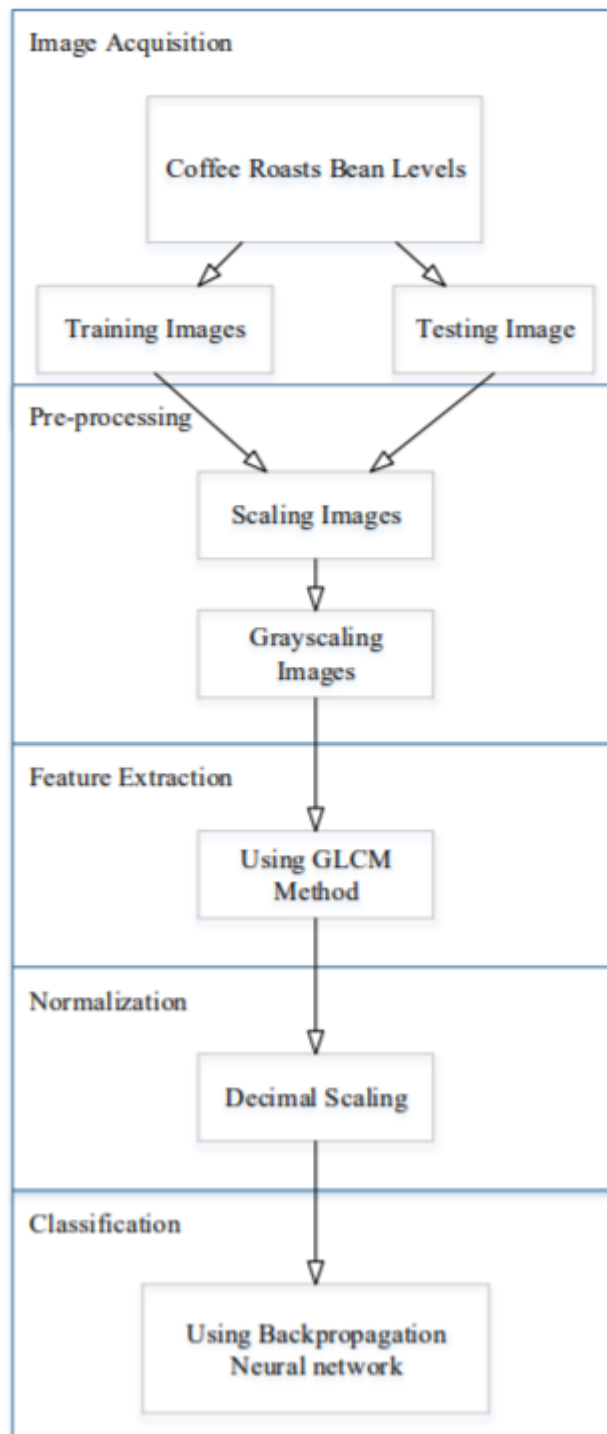 Image Acquisition
Coffee Roasts Bean Levels
Training Images
Testing Image
Pre-processing
Scaling Images
Grayscaling
Images
Feature Extraction
Using GLCM
Method
Normalization
Decimal Scaling
Classification
Using Backpropagation
Neural network